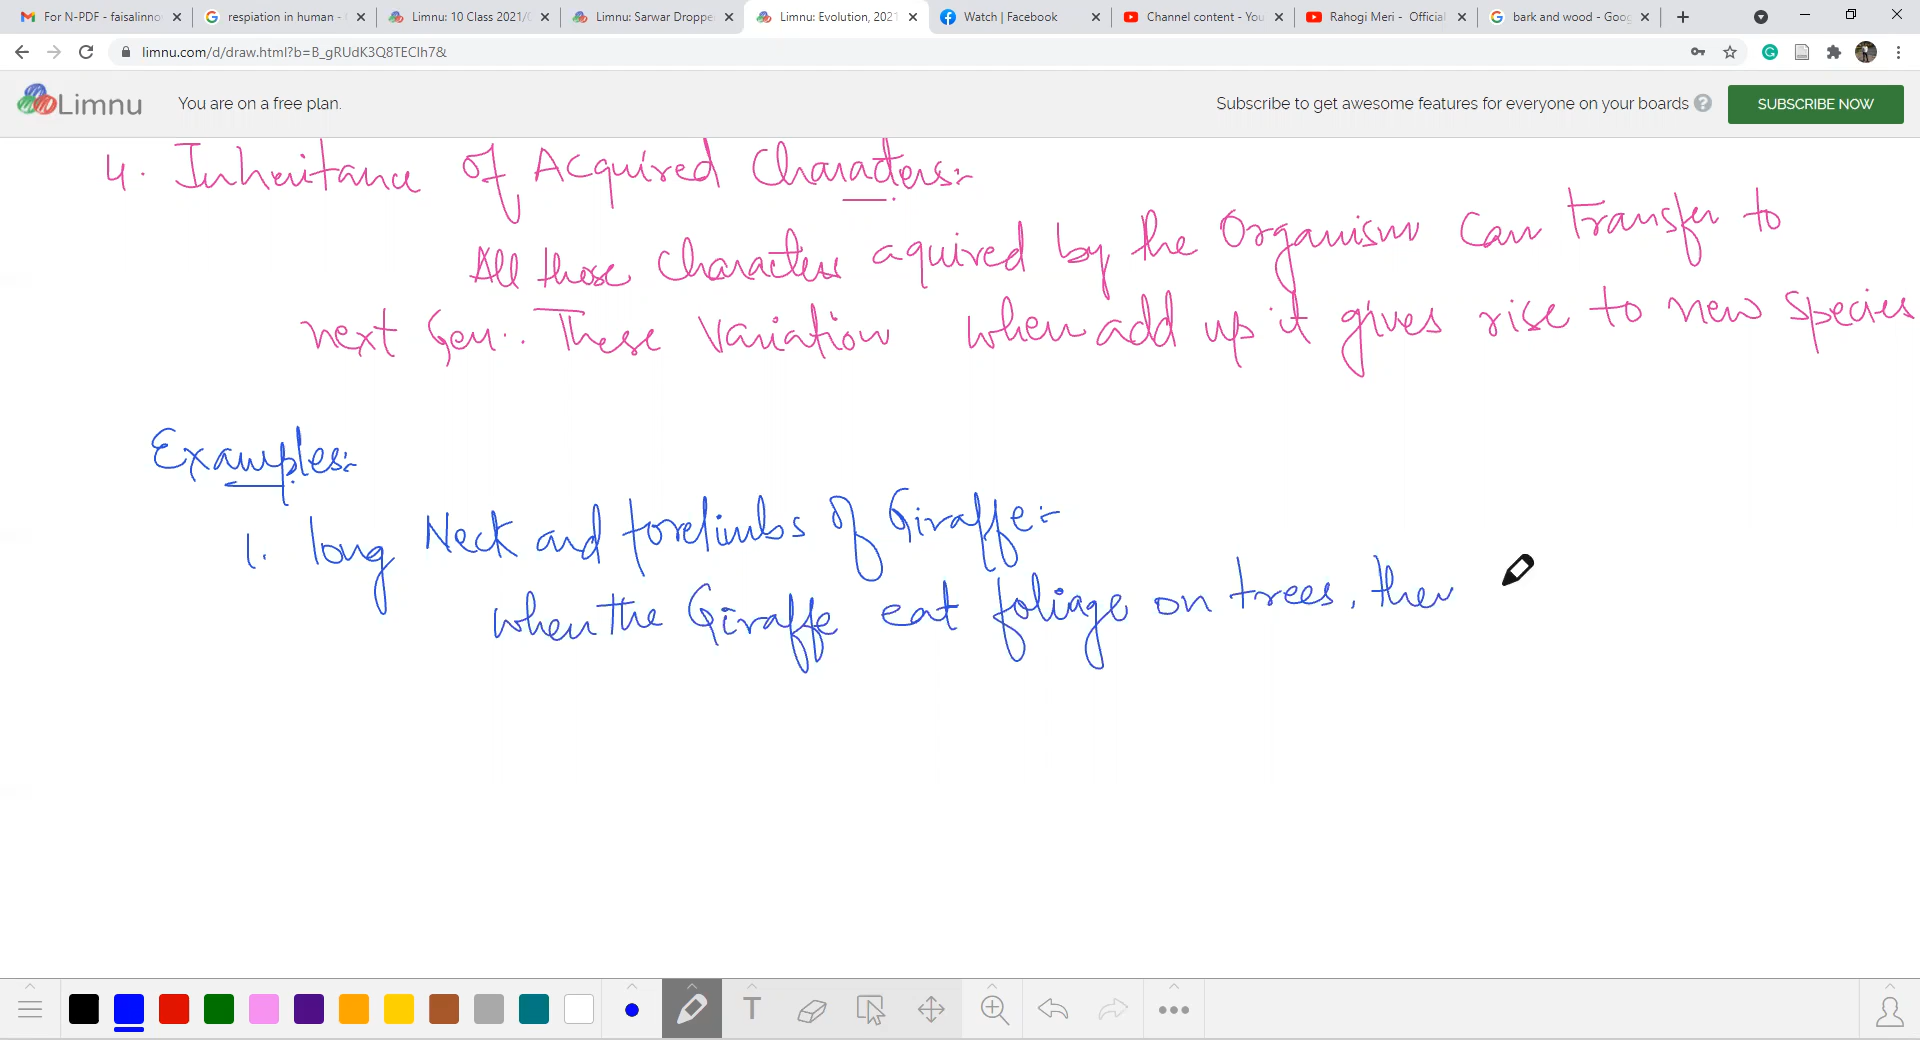 For N-PDF - faisalinno
respiation in human -
Limnu: 10 Class 2021/0
Limnu: Sarwar Droppe
Limnu: Evolution, 2021
Watch | Facebook
Channel content - You
Rahogi Meri - Official
bark and wood - Goog
limnu.com/d/draw.html?b=B_gRUdK3Q8TEClh7&
Limnu You are on a free plan. Subscribe to get awesome features for everyone on your boards ? SUBSCRIBE NOW
4. Inheritance of Acquired Characters:-
All those characters aquired by the Organism Can transfer to
next Gen.. These Variation when add up it gives rise to new Species
Examples:-
1. long Neck and forelimbs of Giraffe:-
when the Giraffe eat foliage on trees, then
T